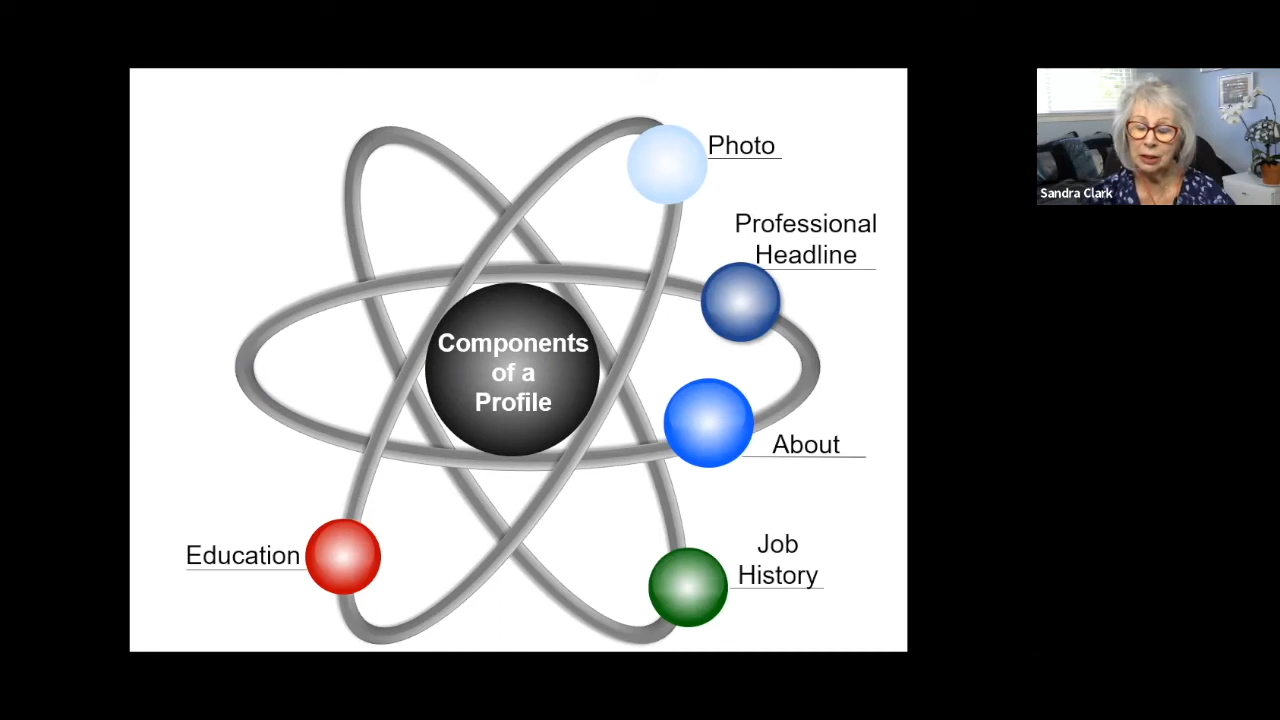 Photo
Professional
Headline
Components
of a
Profile
About
Job
History
Education
Sandra Clark